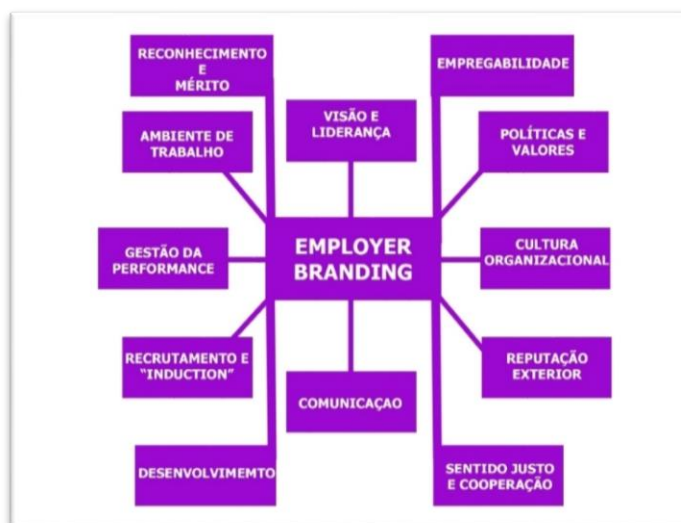 RECONHECIMENTO
E
MÉRITO
EMPREGABILIDADE
VISÃO E
LIDERANÇA
AMBIENTE DE
TRABALHO
POLÍTICAS E
VALORES
GESTÃO DA
PERFORMANCE
EMPLOYER
BRANDING
CULTURA
ORGANIZACIONAL
RECRUTAMENTO E
“INDUCTION”
REPUTAÇÃO
EXTERIOR
COMUNICAÇAO
DESENVOLVIMEMTO
SENTIDO JUSTO
E COOPERAÇÃO